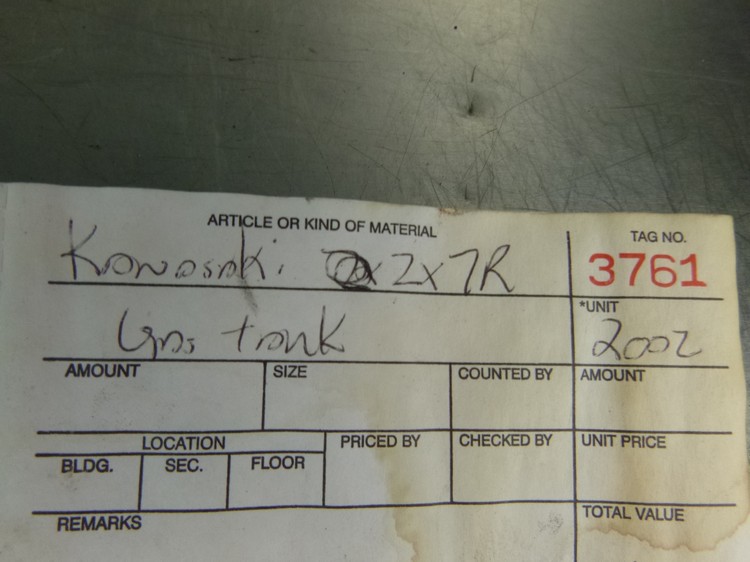 ARTICLE OR KIND OF MATERIAL
TAG NO.
Kawasaki ZX7R
3761
*UNIT
Gas tank
2002
AMOUNT SIZE COUNTED BY AMOUNT
LOCATION PRICED BY CHECKED BY UNIT PRICE
BLDG. SEC. FLOOR
REMARKS
TOTAL VALUE